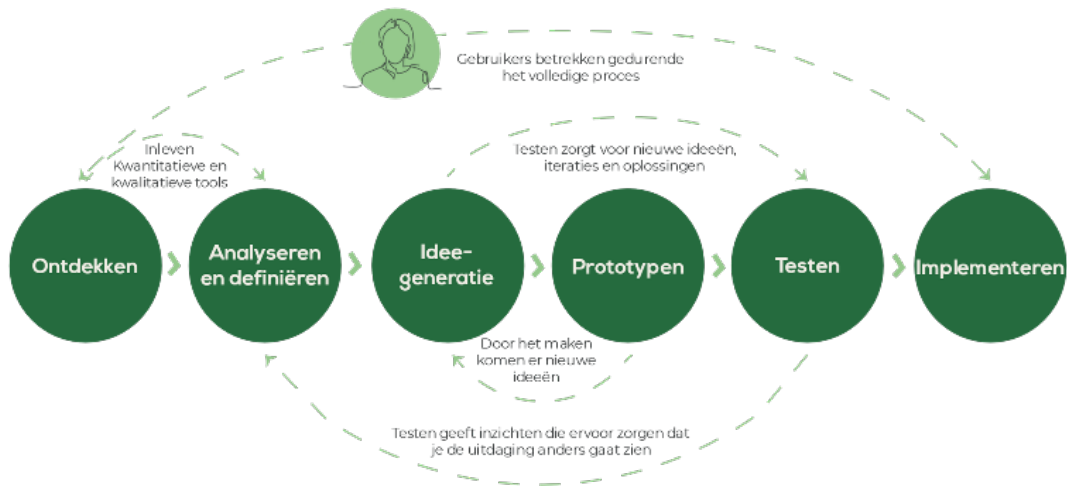 Gebruikers betrekken gedurende
het volledige proces
Inleven
Kwantitatieve en
kwalitatieve tools
Testen zorgt voor nieuwe ideeën,
iteraties en oplossingen
Ontdekken
Analyseren
en definiëren
Idee-
generatie
Prototypen
Testen
Implementeren
Door het maken
komen er nieuwe
ideeën
Testen geeft inzichten die ervoor zorgen dat
je de uitdaging anders gaat zien